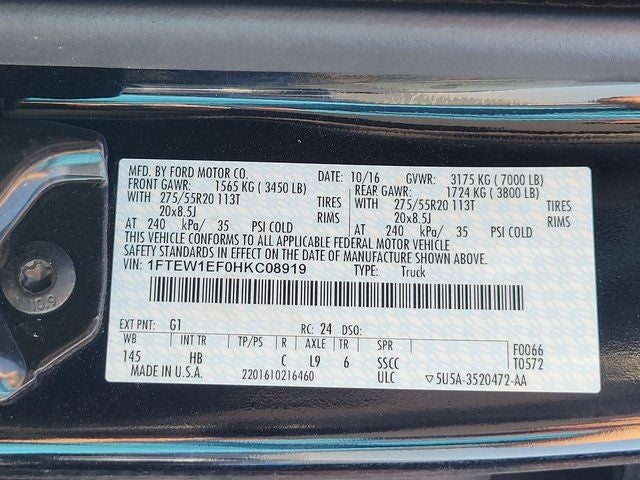 MFD. BY FORD MOTOR CO. DATE: 10/16 GVWR: 3175 KG ( 7000 LB)
FRONT GAWR: 1565 KG ( 3450 LB) REAR GAWR: 1724 KG ( 3800 LB)
WITH 275/55R20 113T TIRES WITH 275/55R20 113T TIRES
20x8.5J RIMS 20x8.5J RIMS
AT 240 kPa/ 35 PSI COLD AT 240 kPa/ 35 PSI COLD
THIS VEHICLE CONFORMS TO ALL APPLICABLE FEDERAL MOTOR VEHICLE
SAFETY STANDARDS IN EFFECT ON THE DATE OF MANUFACTURE SHOWN ABOVE.
VIN: 1FTEW1EF0HKC08919 TYPE: Truck
EXT PNT: G1 RC: 24 DSO:
WB INT TR TP/PS R AXLE TR SPR F0066
145 HB C L9 6 SSCC T0572
MADE IN U.S.A. 2201610216460 ULC ▽5U5A-3520472-AA
10.9